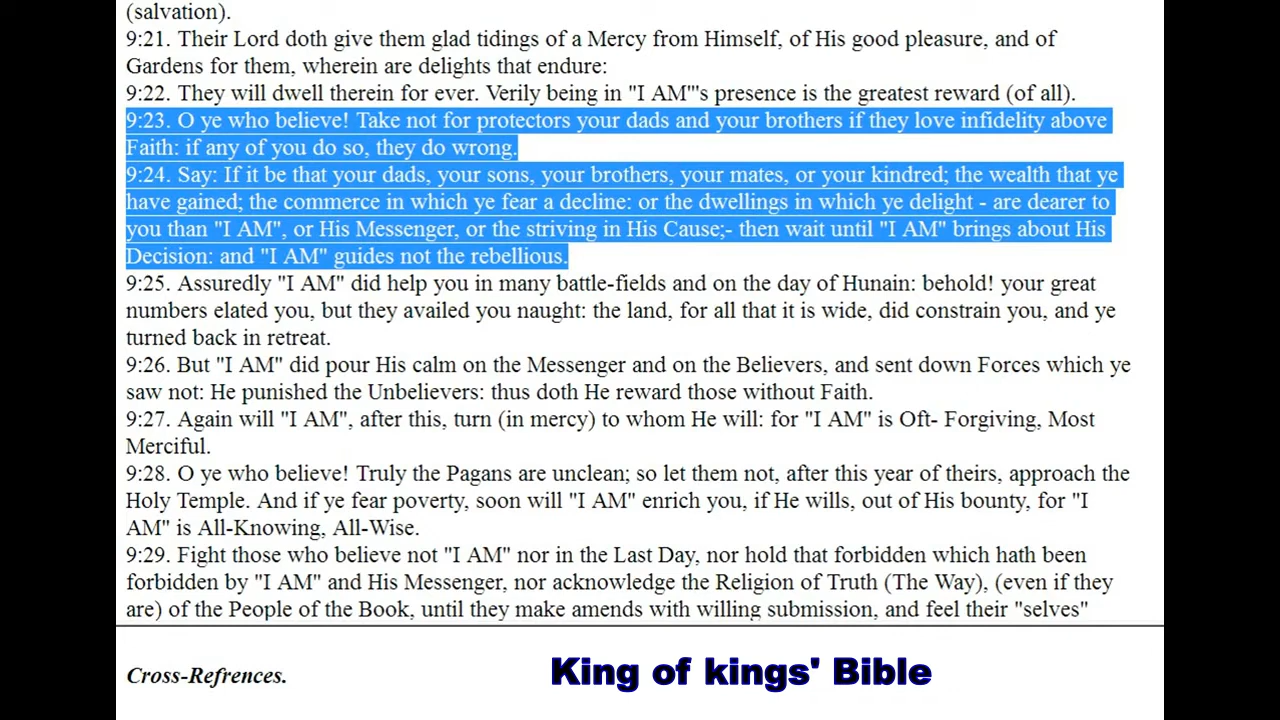 (salvation).
9:21. Their Lord doth give them glad tidings of a Mercy from Himself, of His good pleasure, and of
Gardens for them, wherein are delights that endure:
9:22. They will dwell therein for ever. Verily being in "I AM"'s presence is the greatest reward (of all).
9:23. O ye who believe! Take not for protectors your dads and your brothers if they love infidelity above
Faith: if any of you do so, they do wrong.
9:24. Say: If it be that your dads, your sons, your brothers, your mates, or your kindred; the wealth that ye
have gained; the commerce in which ye fear a decline: or the dwellings in which ye delight - are dearer to
you than "I AM", or His Messenger, or the striving in His Cause;- then wait until "I AM" brings about His
Decision: and "I AM" guides not the rebellious.
9:25. Assuredly "I AM" did help you in many battle-fields and on the day of Hunain: behold! your great
numbers elated you, but they availed you naught: the land, for all that it is wide, did constrain you, and ye
turned back in retreat.
9:26. But "I AM" did pour His calm on the Messenger and on the Believers, and sent down Forces which ye
saw not: He punished the Unbelievers: thus doth He reward those without Faith.
9:27. Again will "I AM", after this, turn (in mercy) to whom He will: for "I AM" is Oft- Forgiving, Most
Merciful.
9:28. O ye who believe! Truly the Pagans are unclean; so let them not, after this year of theirs, approach the
Holy Temple. And if ye fear poverty, soon will "I AM" enrich you, if He wills, out of His bounty, for "I
AM" is All-Knowing, All-Wise.
9:29. Fight those who believe not "I AM" nor in the Last Day, nor hold that forbidden which hath been
forbidden by "I AM" and His Messenger, nor acknowledge the Religion of Truth (The Way), (even if they
are) of the People of the Book, until they make amends with willing submission, and feel their "selves"
Cross-Refrences.
King of kings' Bible